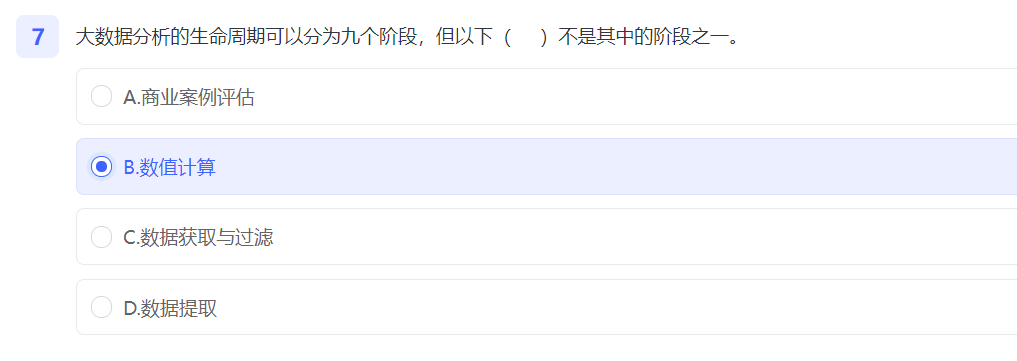 7 大数据分析的生命周期可以分为九个阶段，但以下（　　）不是其中的阶段之一。
A.商业案例评估
B.数值计算
C.数据获取与过滤
D.数据提取